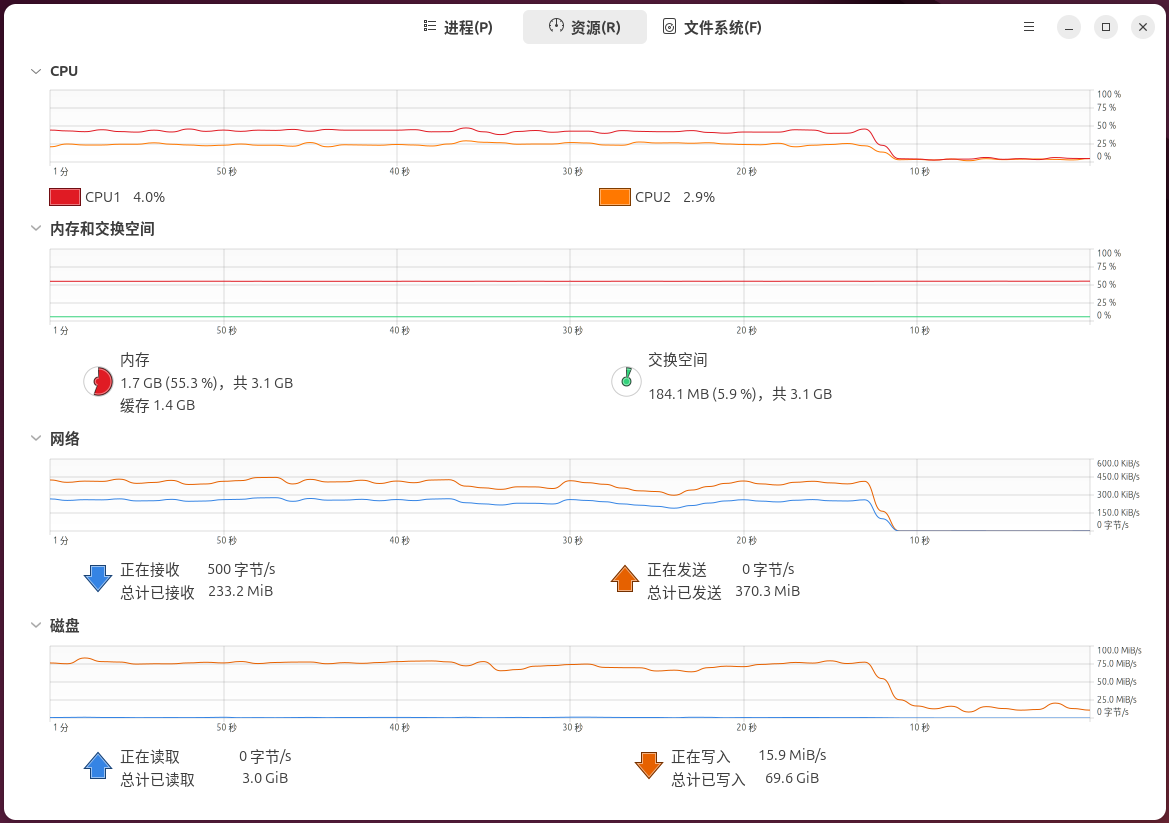 进程(P) 资源(R) 文件系统(F)
CPU
100 %
75 %
50 %
25 %
0 %
1 分 50 秒 40 秒 30 秒 20 秒 10 秒
CPU1 4.0% CPU2 2.9%
内存和交换空间
100 %
75 %
50 %
25 %
0 %
1 分 50 秒 40 秒 30 秒 20 秒 10 秒
内存
1.7 GB (55.3 %)，共 3.1 GB
缓存 1.4 GB
交换空间
184.1 MB (5.9 %)，共 3.1 GB
网络
600.0 KiB/s
450.0 KiB/s
300.0 KiB/s
150.0 KiB/s
0 字节/s
1 分 50 秒 40 秒 30 秒 20 秒 10 秒
正在接收 500 字节/s
总计已接收 233.2 MiB
正在发送 0 字节/s
总计已发送 370.3 MiB
磁盘
100.0 MiB/s
75.0 MiB/s
50.0 MiB/s
25.0 MiB/s
0 字节/s
1 分 50 秒 40 秒 30 秒 20 秒 10 秒
正在读取 0 字节/s
总计已读取 3.0 GiB
正在写入 15.9 MiB/s
总计已写入 69.6 GiB